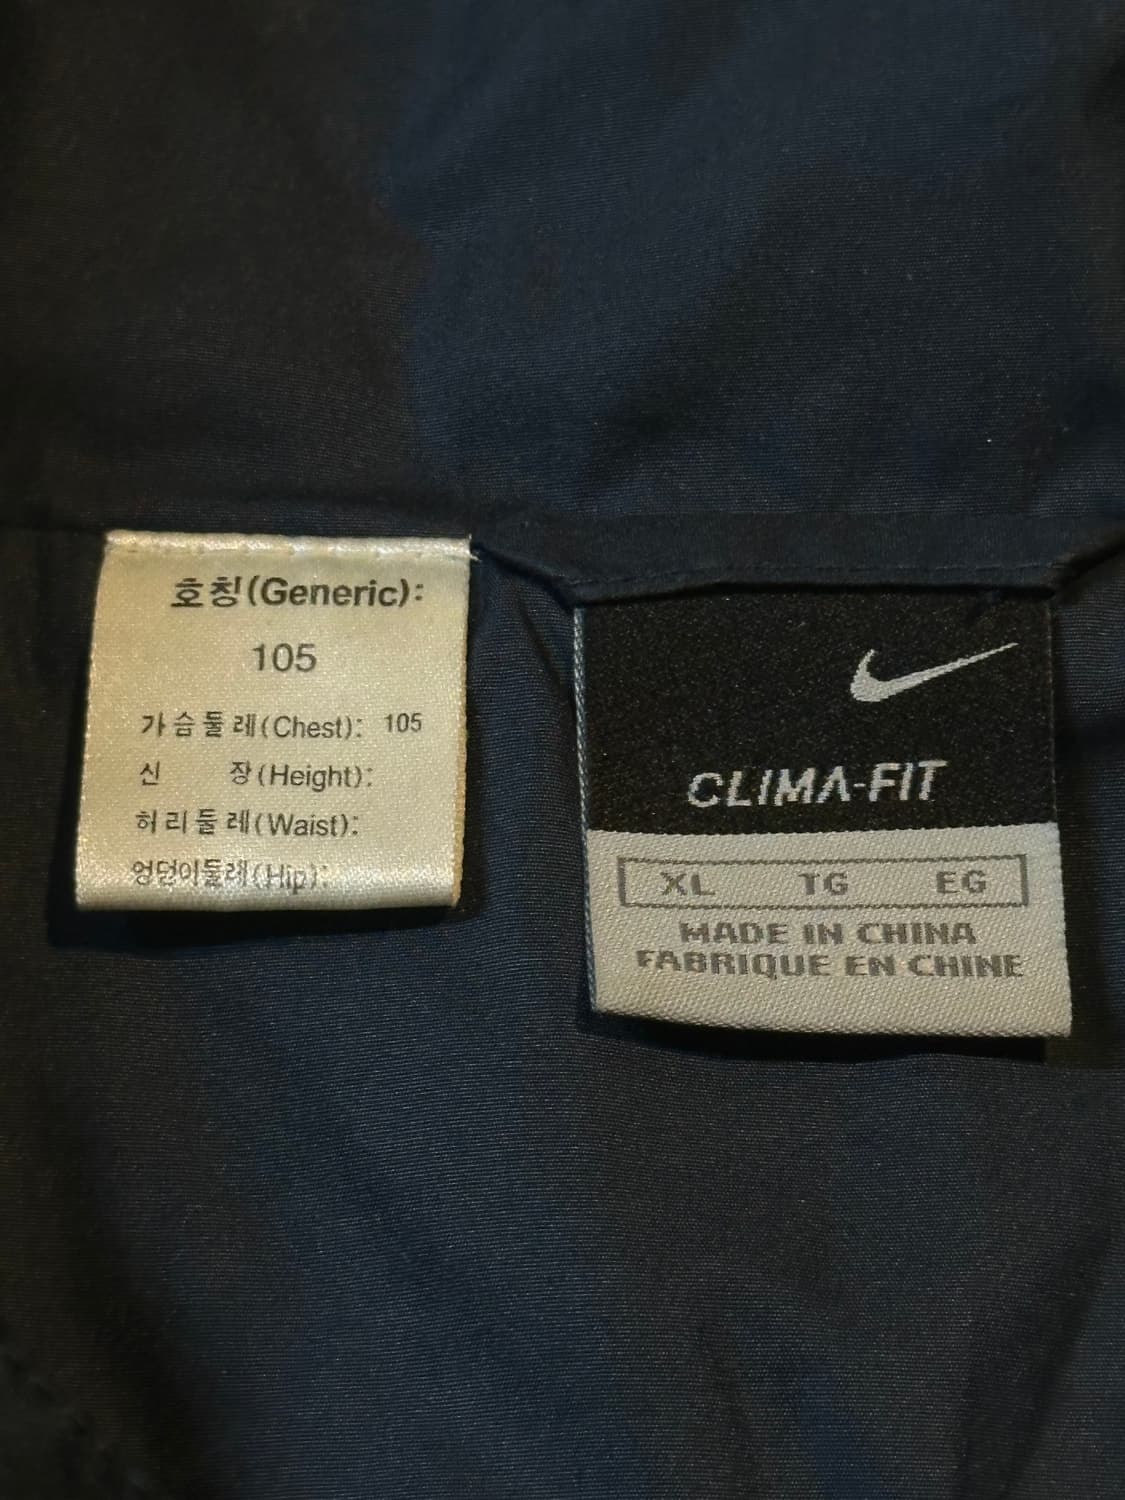 호칭(Generic):
105
가슴둘레(Chest): 105
신 장(Height):
허리둘레(Waist):
엉덩이둘레(Hip):
CLIMA-FIT
XL TG EG
MADE IN CHINA
FABRIQUE EN CHINE